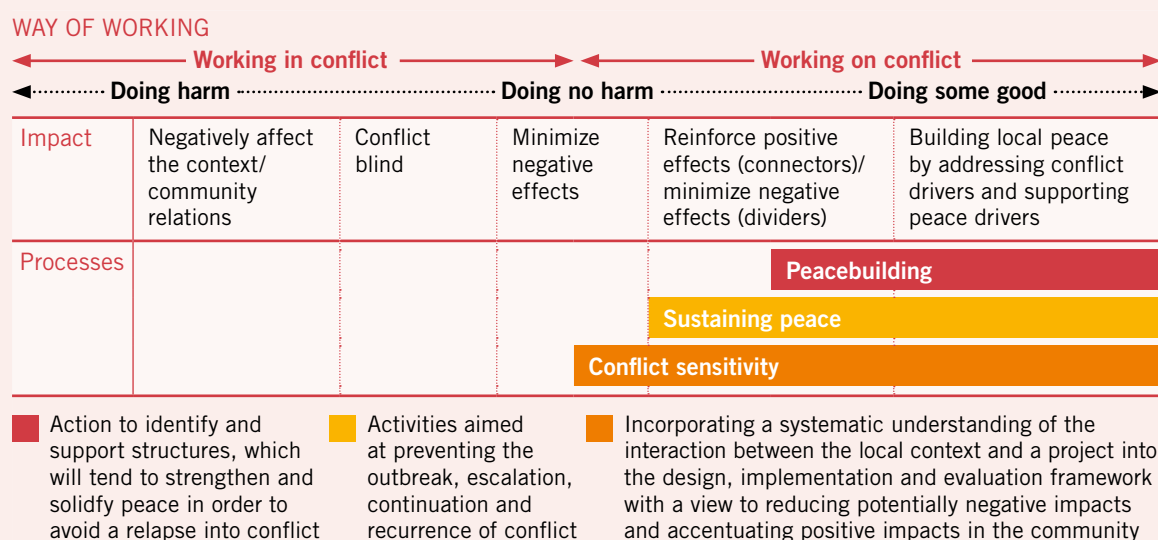 WAY OF WORKING
Working in conflict Working on conflict
Doing harm Doing no harm Doing some good
Impact
Negatively affect
the context/
community
relations
Conflict
blind
Minimize
negative
effects
Reinforce positive
effects (connectors)/
minimize negative
effects (dividers)
Building local peace
by addressing conflict
drivers and supporting
peace drivers
Processes
Peacebuilding
Sustaining peace
Conflict sensitivity
Action to identify and
support structures, which
will tend to strengthen and
solidfy peace in order to
avoid a relapse into conflict
Activities aimed
at preventing the
outbreak, escalation,
continuation and
recurrence of conflict
Incorporating a systematic understanding of the
interaction between the local context and a project into
the design, implementation and evaluation framework
with a view to reducing potentially negative impacts
and accentuating positive impacts in the community